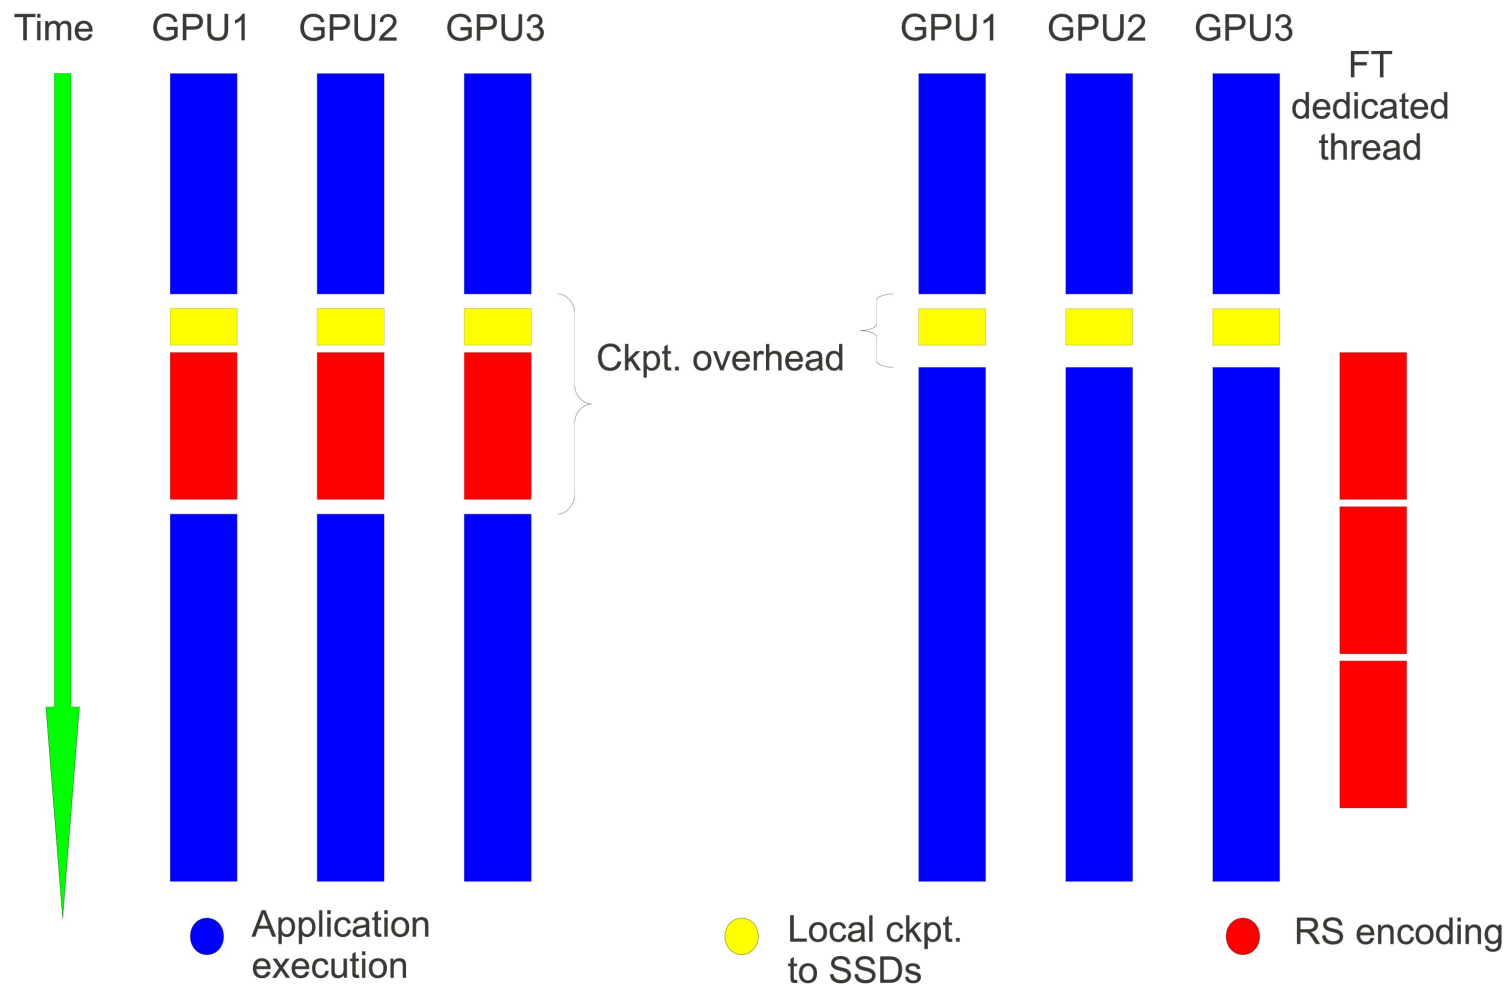 Time GPU1 GPU2 GPU3 GPU1 GPU2 GPU3
FT
dedicated
thread
Ckpt. overhead
Application
execution
Local ckpt.
to SSDs
RS encoding